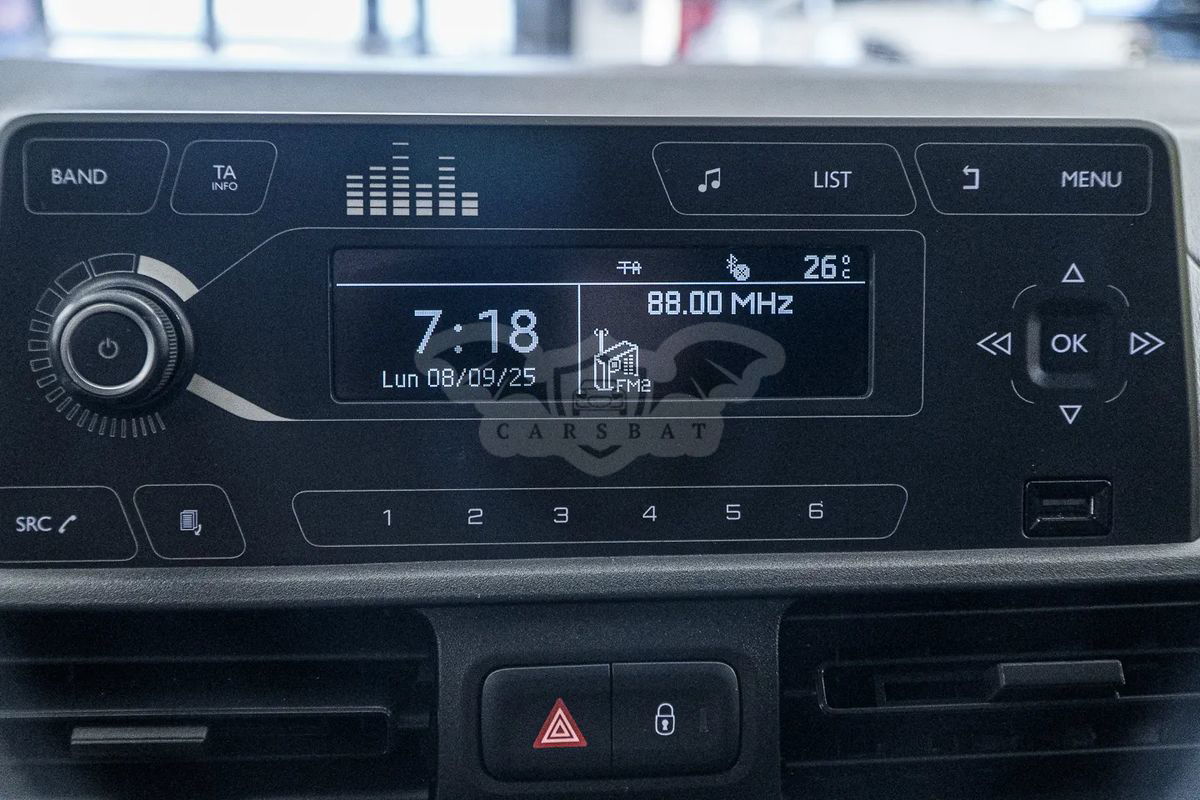 BAND
TA
INFO
LIST
MENU
TA
26°C
88.00 MHz
7:18
Lun 08/09/25
FM2
OK
CARSBAT
SRC
1 2 3 4 5 6